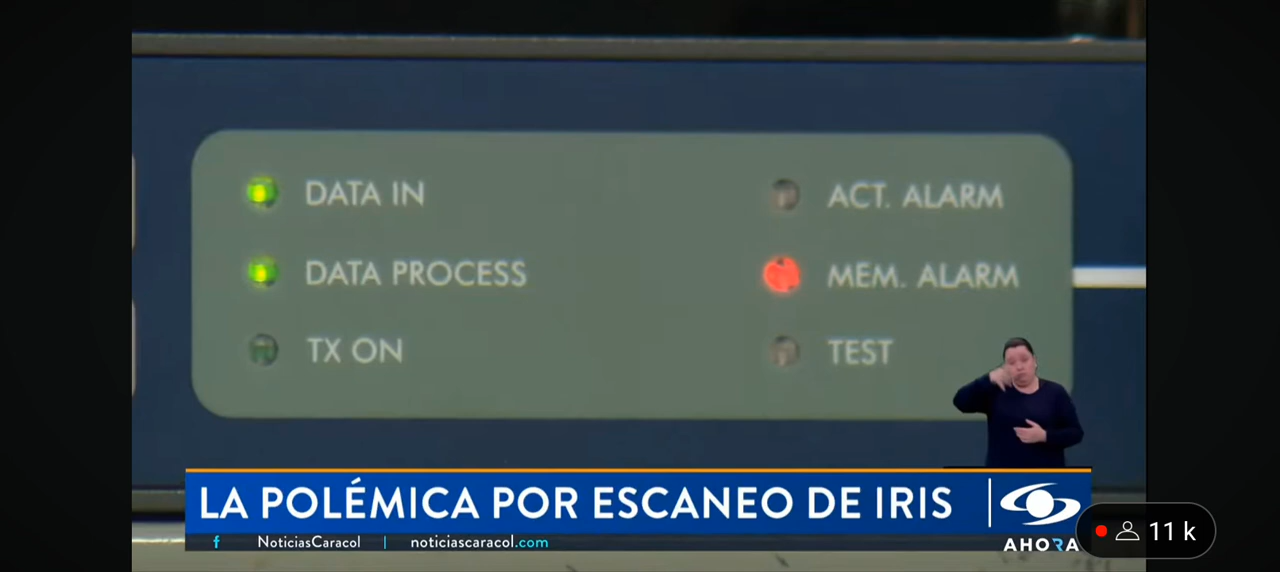 DATA IN
DATA PROCESS
TX ON
ACT. ALARM
MEM. ALARM
TEST
LA POLÉMICA POR ESCANEO DE IRIS
NoticiasCaracol | noticiascaracol.com
AHORA
11 k